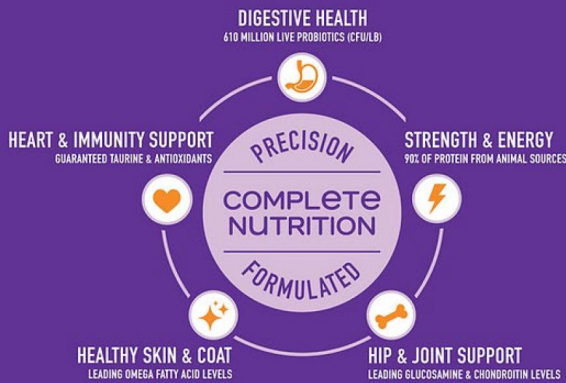 DIGESTIVE HEALTH
610 MILLION LIVE PROBIOTICS (CFU/LB)
HEART & IMMUNITY SUPPORT
GUARANTEED TAURINE & ANTIOXIDANTS
STRENGTH & ENERGY
90% OF PROTEIN FROM ANIMAL SOURCES
PRECISION
COMPLETE
NUTRITION
FORMULATED
HEALTHY SKIN & COAT
LEADING OMEGA FATTY ACID LEVELS
HIP & JOINT SUPPORT
LEADING GLUCOSAMINE & CHONDROITIN LEVELS